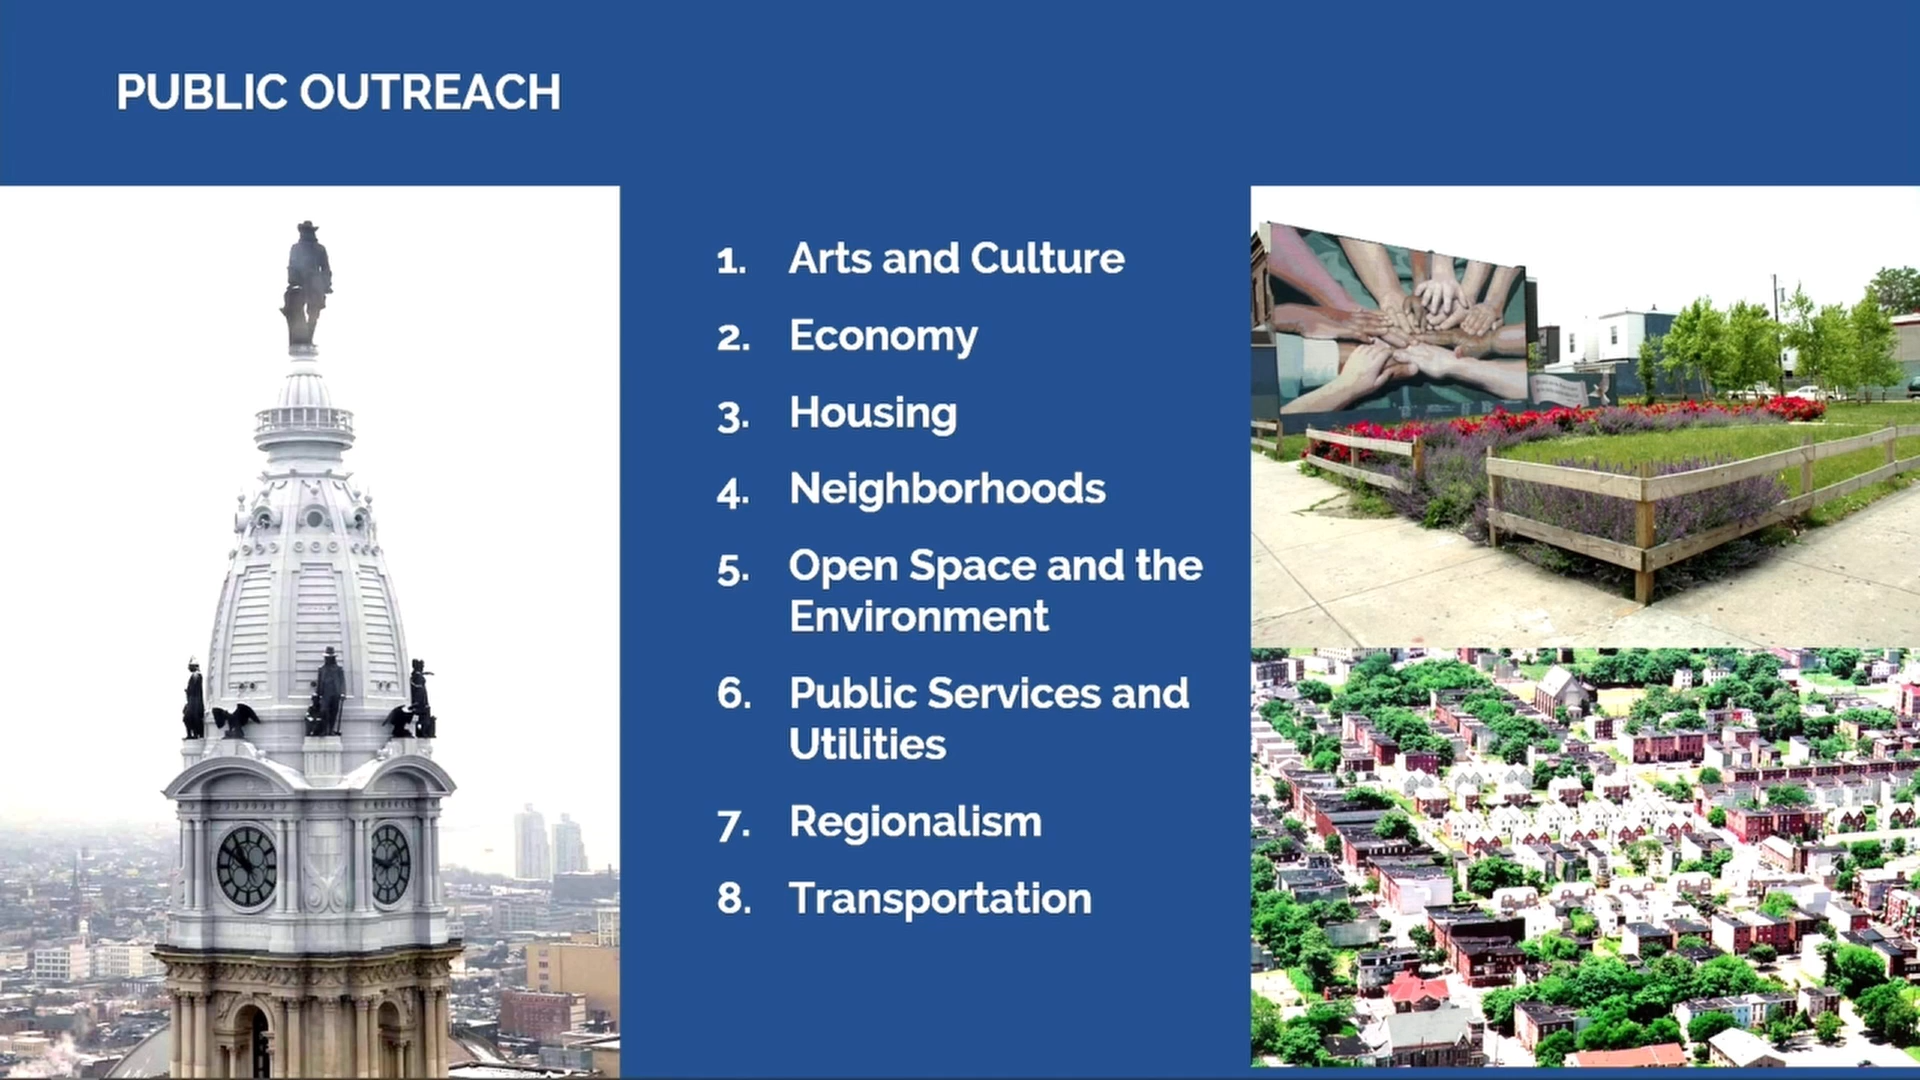 PUBLIC OUTREACH
1. Arts and Culture
2. Economy
3. Housing
4. Neighborhoods
5. Open Space and the
Environment
6. Public Services and
Utilities
7. Regionalism
8. Transportation